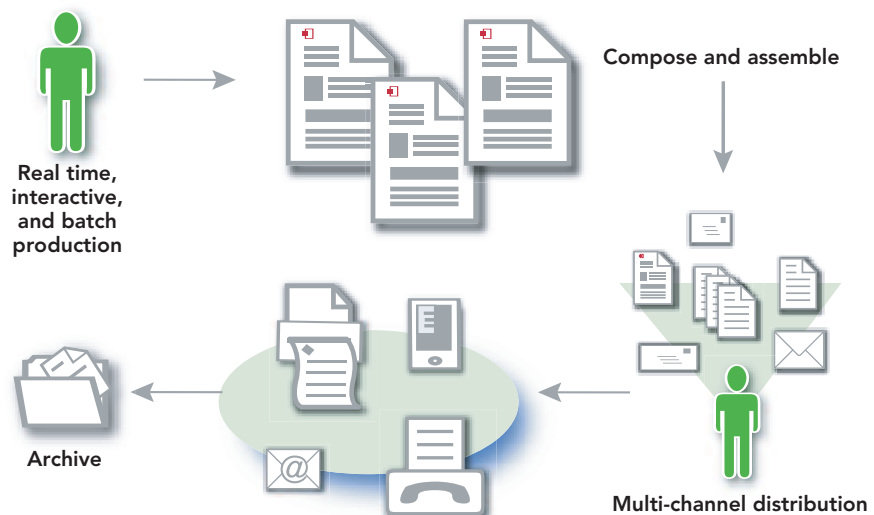 Compose and assemble
Real time,
interactive,
and batch
production
@
Archive
Multi-channel distribution